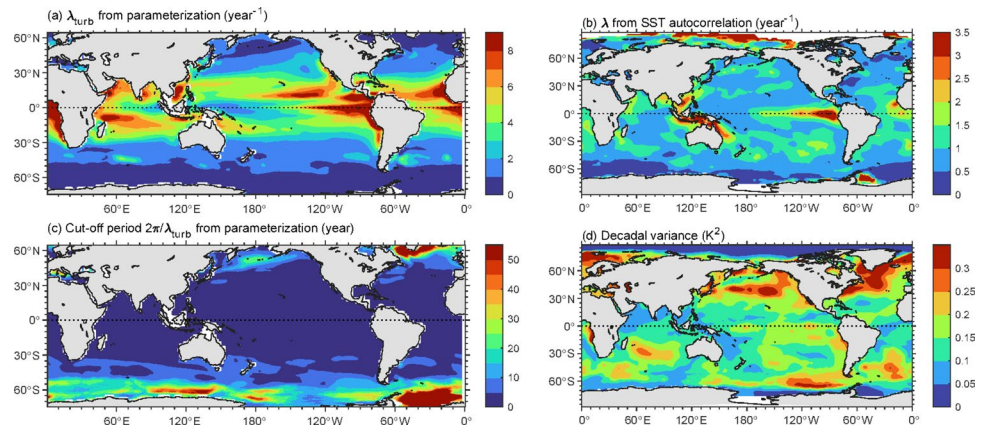 (a) λturb from parameterization (year⁻¹)
60°N
30°N
0°
30°S
60°S
60°E
120°E
180°
120°W
60°W
0°
8
6
4
2
0
(b) λ from SST autocorrelation (year⁻¹)
60°N
30°N
0°
30°S
60°S
60°E
120°E
180°
120°W
60°W
0°
3.5
3
2.5
2
1.5
1
0.5
0
(c) Cut-off period 2π/λturb from parameterization (year)
60°N
30°N
0°
30°S
60°S
60°E
120°E
180°
120°W
60°W
0°
50
40
30
20
10
0
(d) Decadal variance (K²)
60°N
30°N
0°
30°S
60°S
0°
60°E
120°E
180°
120°W
60°W
0°
0.3
0.25
0.2
0.15
0.1
0.05
0